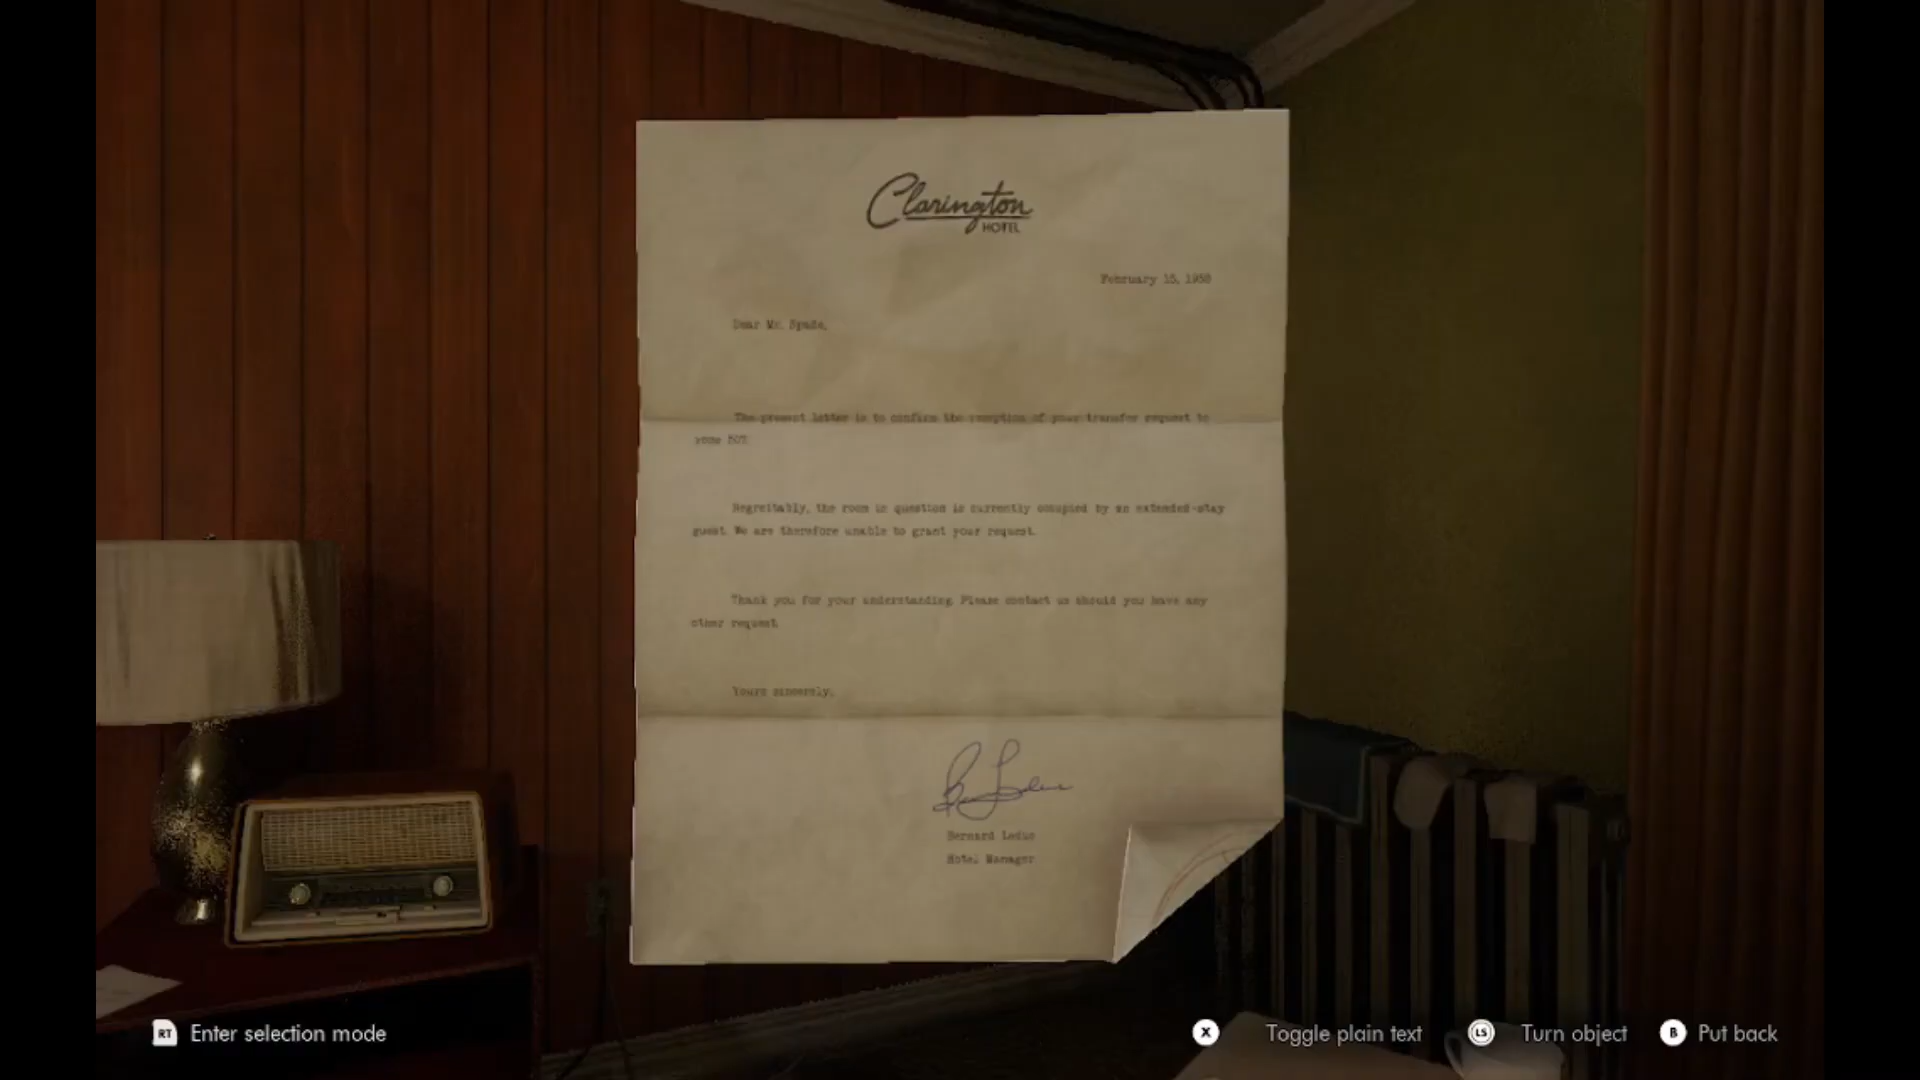 Clarington
HOTEL
February 15, 1958
Dear Mr. Spade,
The present letter is to confirm the reception of your transfer request to
room 507.
Regreitably, the room in question is currently occupied by an extended-stay
guest. We are therefore unable to grant your request.
Thank you for your understanding. Please contact us should you have any
other request.
Yours sincerely,
Bernard Leduc
Hotel Manager
RT Enter selection mode
X Toggle plain text
LS Turn object
B Put back